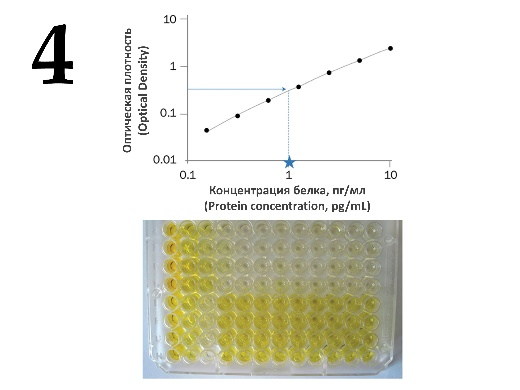 4
Оптическая плотность
(Optical Density)
10
1
0.1
0.01
0.1
1
10
Концентрация белка, пг/мл
(Protein concentration, pg/mL)